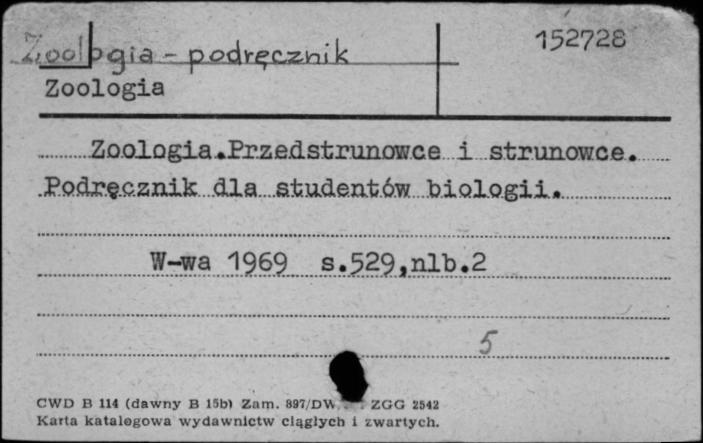 Zoologia - podręcznik
152728
Zoologia
Zoologia.Przedstrunowce i strunowce.
Podręcznik dla studentów biologii.
W-wa 1969 s.529,nlb.2
5
CWD B 114 (dawny B 15b) Zam. 897/DW. ZGG 2542
Karta katalogowa wydawnictw ciągłych i zwartych.